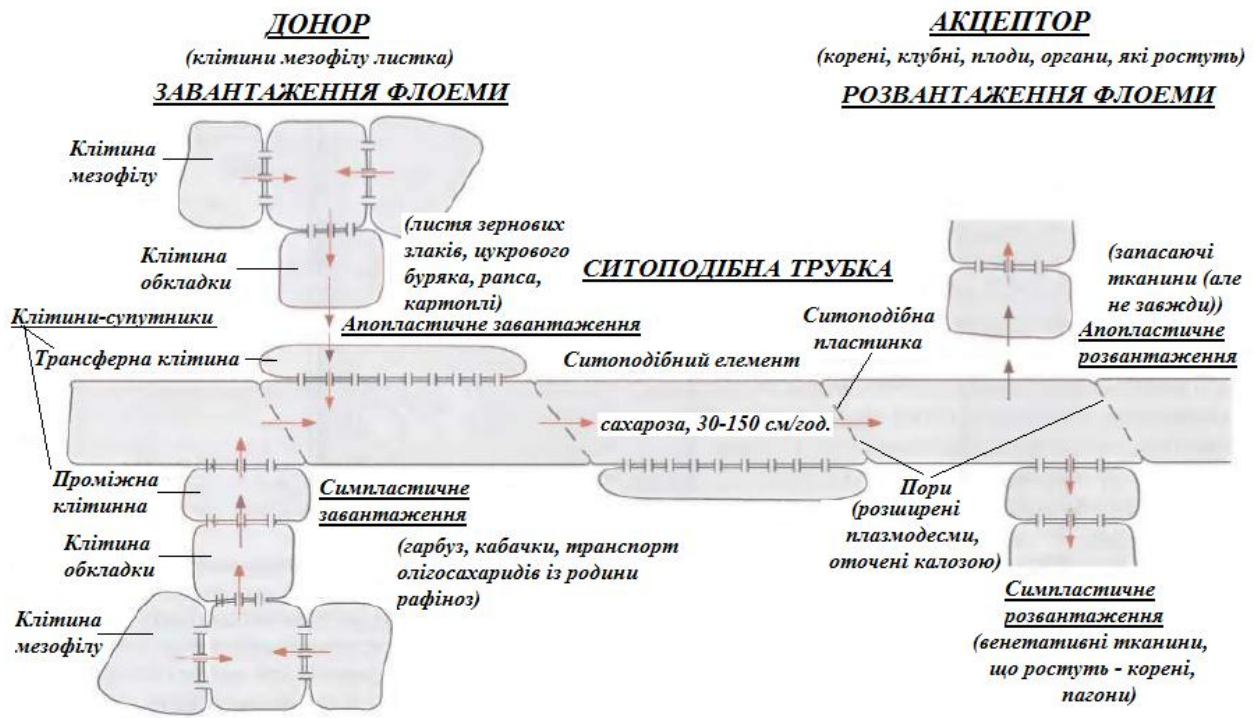 ДОНОР
(клітини мезофілу листка)
ЗАВАНТАЖЕННЯ ФЛОЕМИ
АКЦЕПТОР
(корені, клубні, плоди, органи, які ростуть)
РОЗВАНТАЖЕННЯ ФЛОЕМИ
Клітина
мезофілу
Клітина
обкладки
(листя зернових
злаків, цукрового
буряка, рапса,
картоплі)
Апопластичне завантаження
Клітини-супутники
Трансферна клітина
СИТОПОДІБНА ТРУБКА
Ситоподібний елемент
Ситоподібна
пластинка
(запасаючі
тканини (але
не завжди))
Апопластичне
розвантаження
сахароза, 30-150 см/год.
Проміжна
клітинна
Симпластичне
завантаження
Клітина
обкладки
(гарбуз, кабачки, транспорт
олігосахаридів із родини
рафіноз)
Клітина
мезофілу
Пори
(розширені
плазмодесми,
оточені калозою)
Симпластичне
розвантаження
(венетативні тканини,
що ростуть - корені,
пагони)